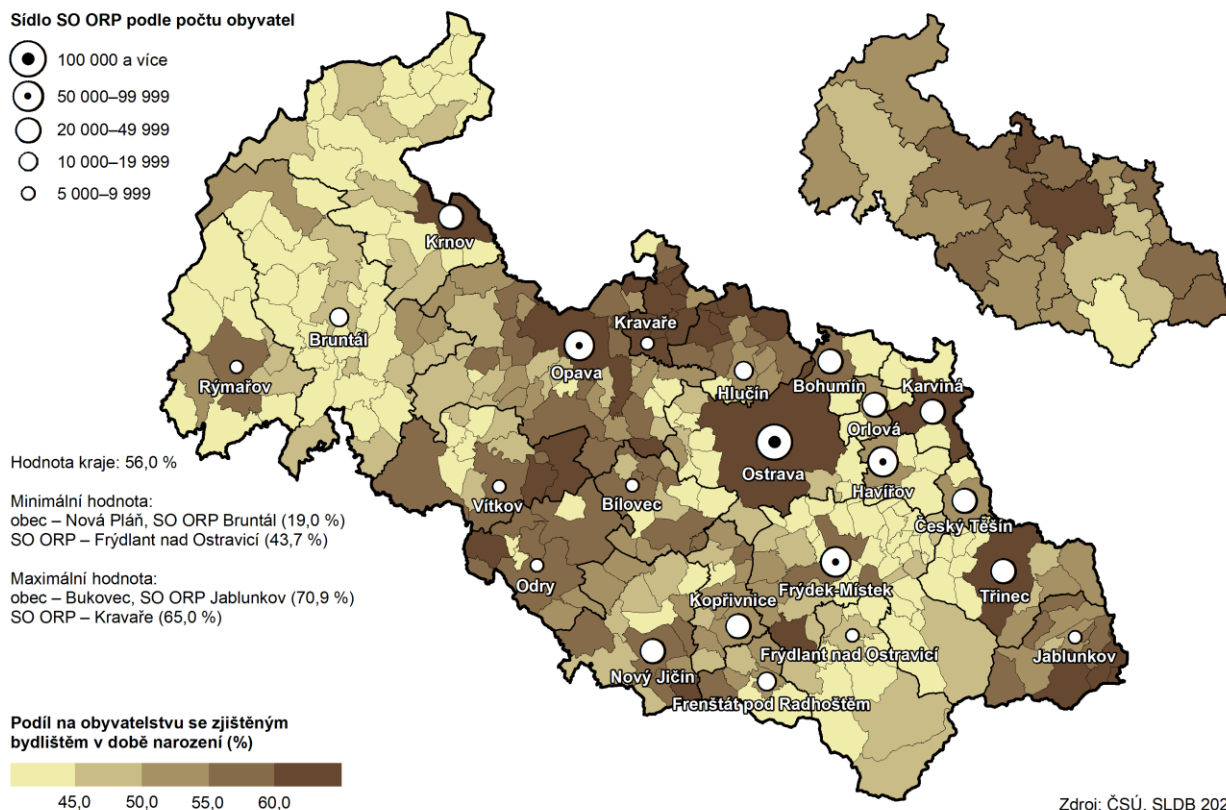 Sídlo SO ORP podle počtu obyvatel
100 000 a více
50 000–99 999
20 000–49 999
10 000–19 999
5 000–9 999
Krnov
Bruntál
Rýmařov
Opava
Kravaře
Hlučín
Bohumín
Karviná
Orlová
Ostrava
Havířov
Český Těšín
Vítkov
Bílovec
Odry
Kopřivnice
Frýdek-Místek
Třinec
Nový Jičín
Frýdlant nad Ostravicí
Jablunkov
Frenštát pod Radhoštěm
Hodnota kraje: 56,0 %
Minimální hodnota:
obec – Nová Pláň, SO ORP Bruntál (19,0 %)
SO ORP – Frýdlant nad Ostravicí (43,7 %)
Maximální hodnota:
obec – Bukovec, SO ORP Jablunkov (70,9 %)
SO ORP – Kravaře (65,0 %)
Podíl na obyvatelstvu se zjištěným
bydlištěm v době narození (%)
45,0 50,0 55,0 60,0
Zdroj: ČSÚ, SLDB 202